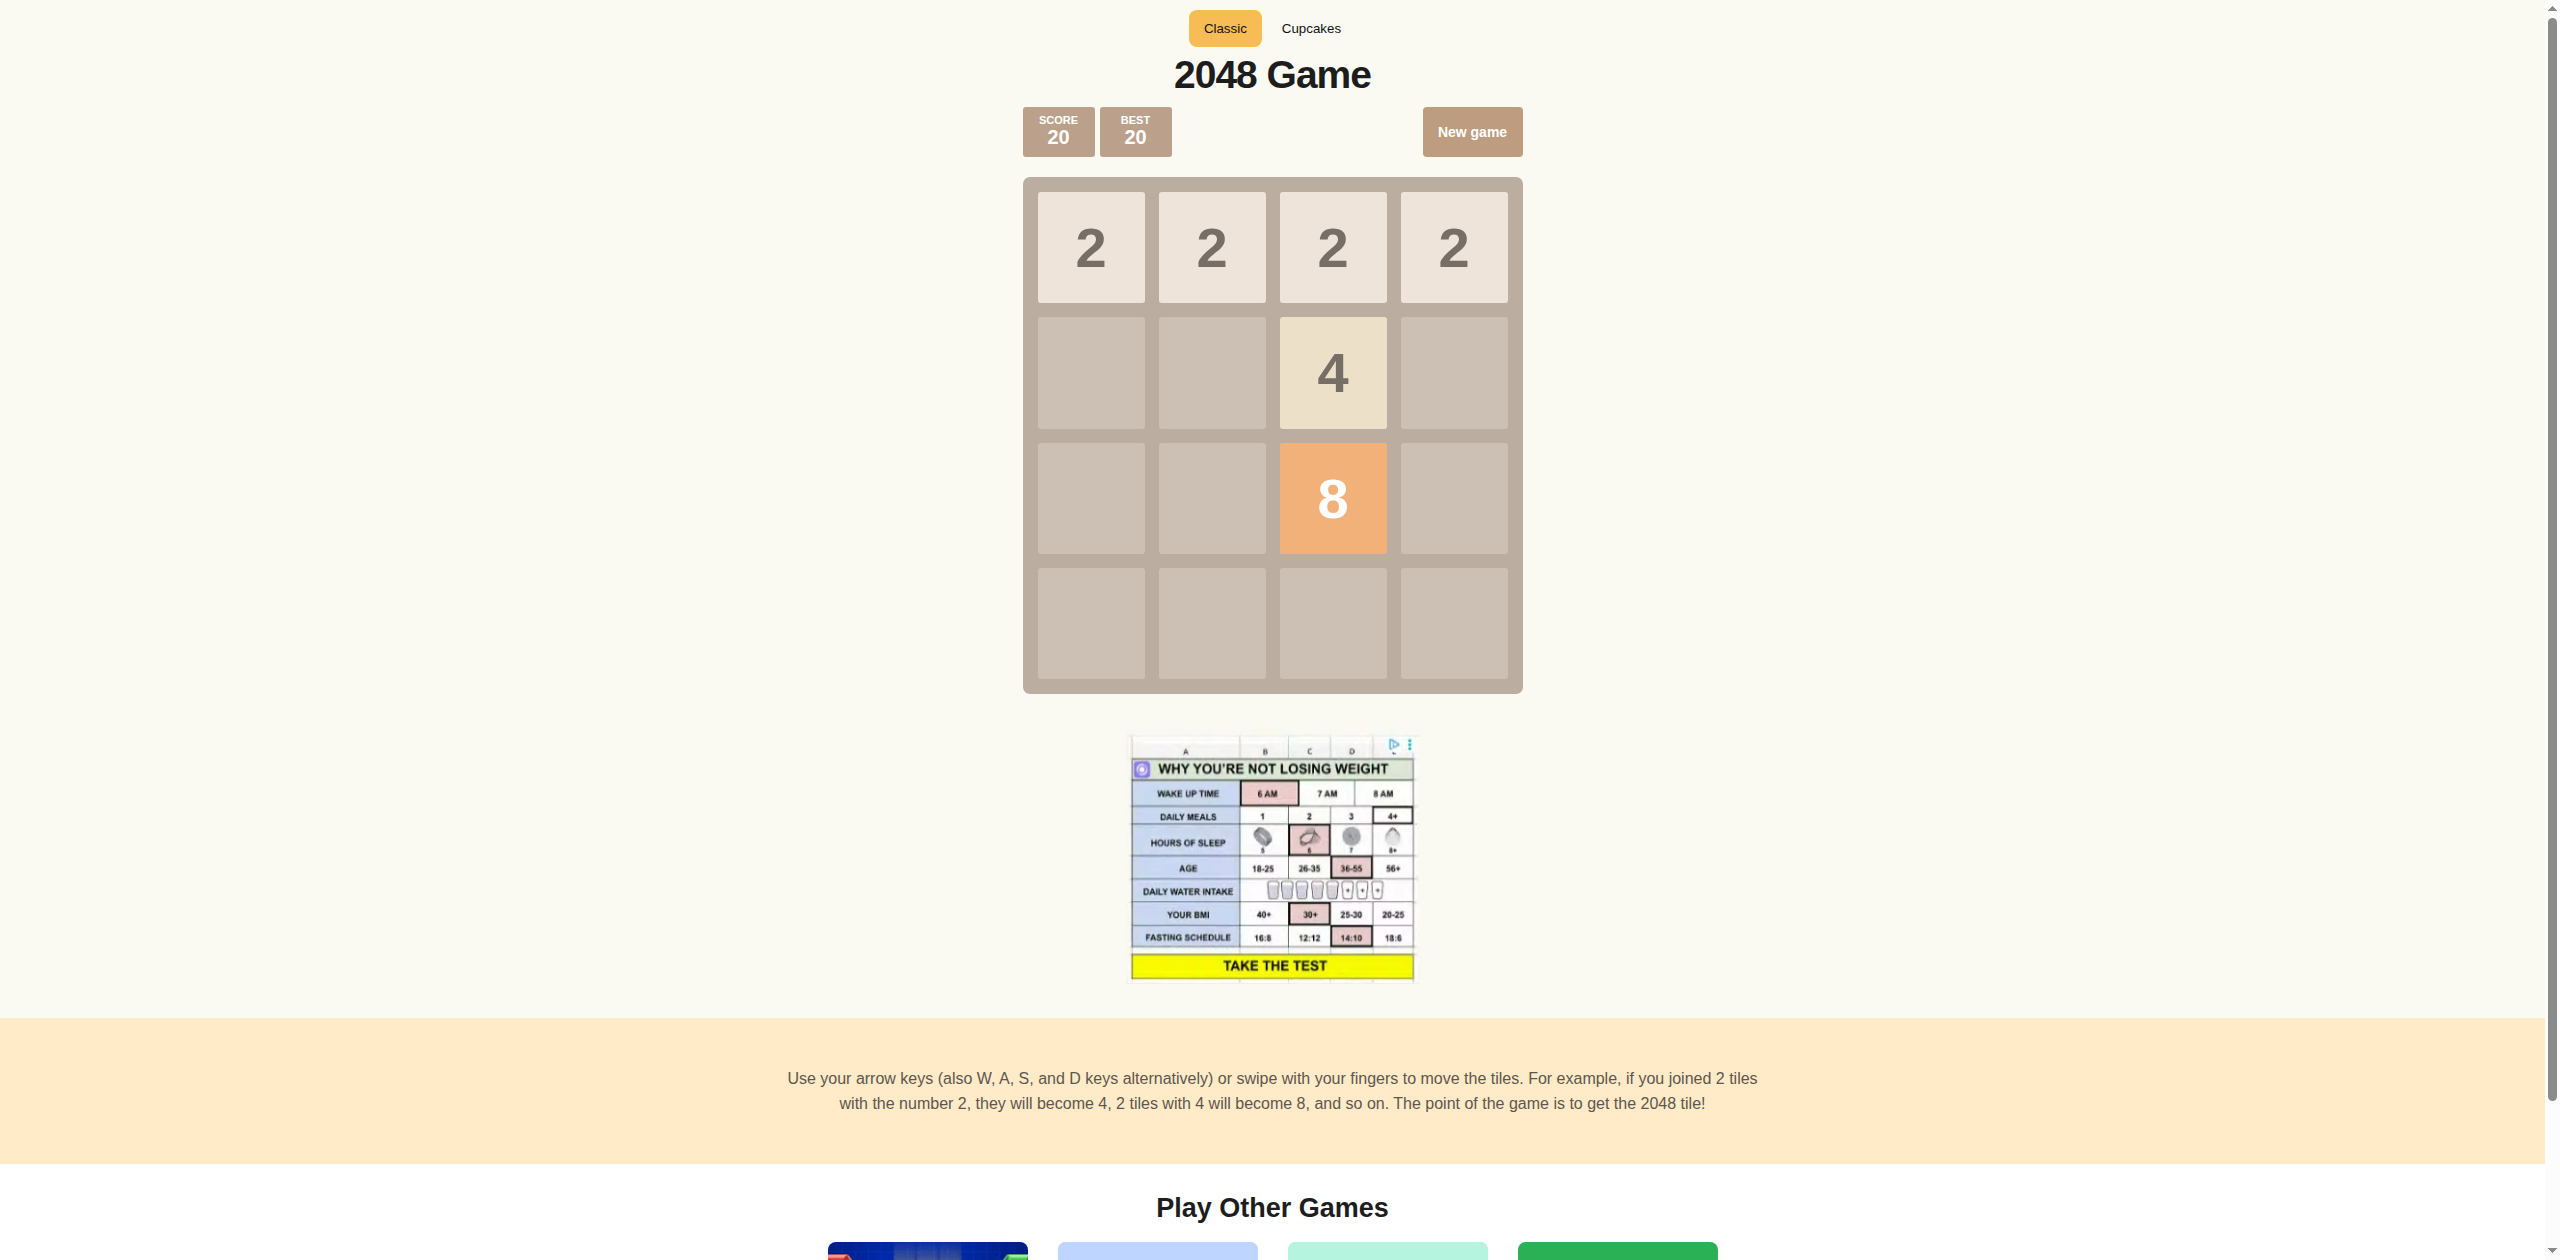 Classic Cupcakes
2048 Game
SCORE BEST
20 20
New game
2 2 2 2
4
8
A B C D
WHY YOU'RE NOT LOSING WEIGHT
WAKE UP TIME 6 AM 7 AM 8 AM
DAILY MEALS 1 2 3 4+
HOURS OF SLEEP 5 6 7 8+
AGE 18-25 26-35 36-55 56+
DAILY WATER INTAKE + + +
YOUR BMI 40+ 30+ 25-30 20-25
FASTING SCHEDULE 16:8 12:12 14:10 18:6
TAKE THE TEST
Use your arrow keys (also W, A, S, and D keys alternatively) or swipe with your fingers to move the tiles. For example, if you joined 2 tiles
with the number 2, they will become 4, 2 tiles with 4 will become 8, and so on. The point of the game is to get the 2048 tile!
Play Other Games